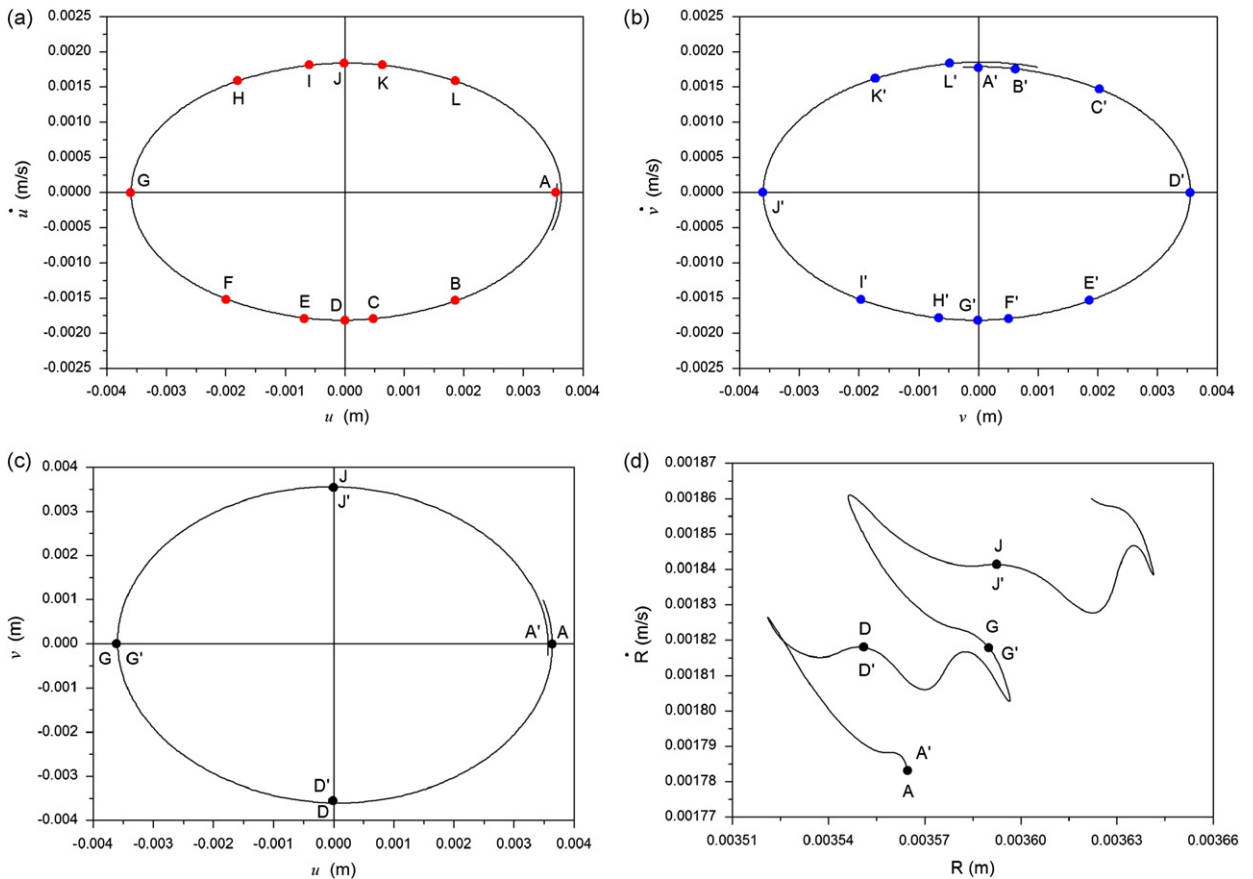 (a)
0.0025
0.0020
0.0015
0.0010
0.0005
0.0000
-0.0005
-0.0010
-0.0015
-0.0020
-0.0025
u̇ (m/s)
H I J K L
G A
F E D C B
-0.004 -0.003 -0.002 -0.001 0.000 0.001 0.002 0.003 0.004
u (m)
(b)
0.0025
0.0020
0.0015
0.0010
0.0005
0.0000
-0.0005
-0.0010
-0.0015
-0.0020
-0.0025
v̇ (m/s)
K' L' A' B' C'
J' D'
I' H' G' F' E'
-0.004 -0.003 -0.002 -0.001 0.000 0.001 0.002 0.003 0.004
v (m)
(c)
0.004
0.003
0.002
0.001
0.000
-0.001
-0.002
-0.003
-0.004
v (m)
J
J'
A' A
G G'
D'
D
-0.004 -0.003 -0.002 -0.001 0.000 0.001 0.002 0.003 0.004
u (m)
(d)
0.00187
0.00186
0.00185
0.00184
0.00183
0.00182
0.00181
0.00180
0.00179
0.00178
0.00177
Ṙ (m/s)
J
J'
D
D'
G
G'
A'
A
0.00351 0.00354 0.00357 0.00360 0.00363 0.00366
R (m)